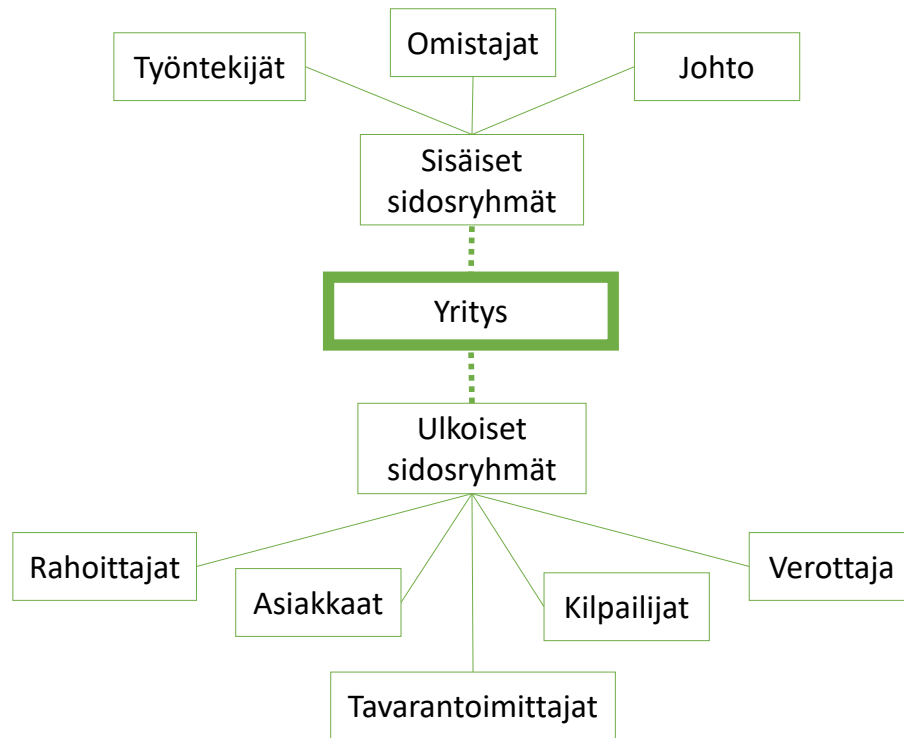 Työntekijät
Omistajat
Johto
Sisäiset
sidosryhmät
Yritys
Ulkoiset
sidosryhmät
Rahoittajat
Asiakkaat
Tavarantoimittajat
Kilpailijat
Verottaja